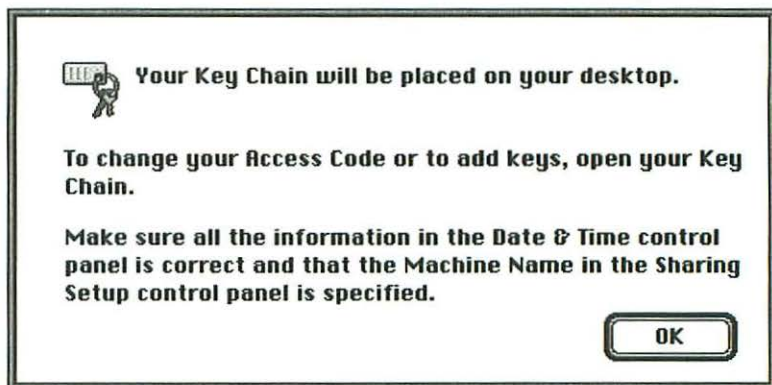 Your Key Chain will be placed on your desktop.
To change your Access Code or to add keys, open your Key
Chain.
Make sure all the information in the Date & Time control
panel is correct and that the Machine Name in the Sharing
Setup control panel is specified.
OK